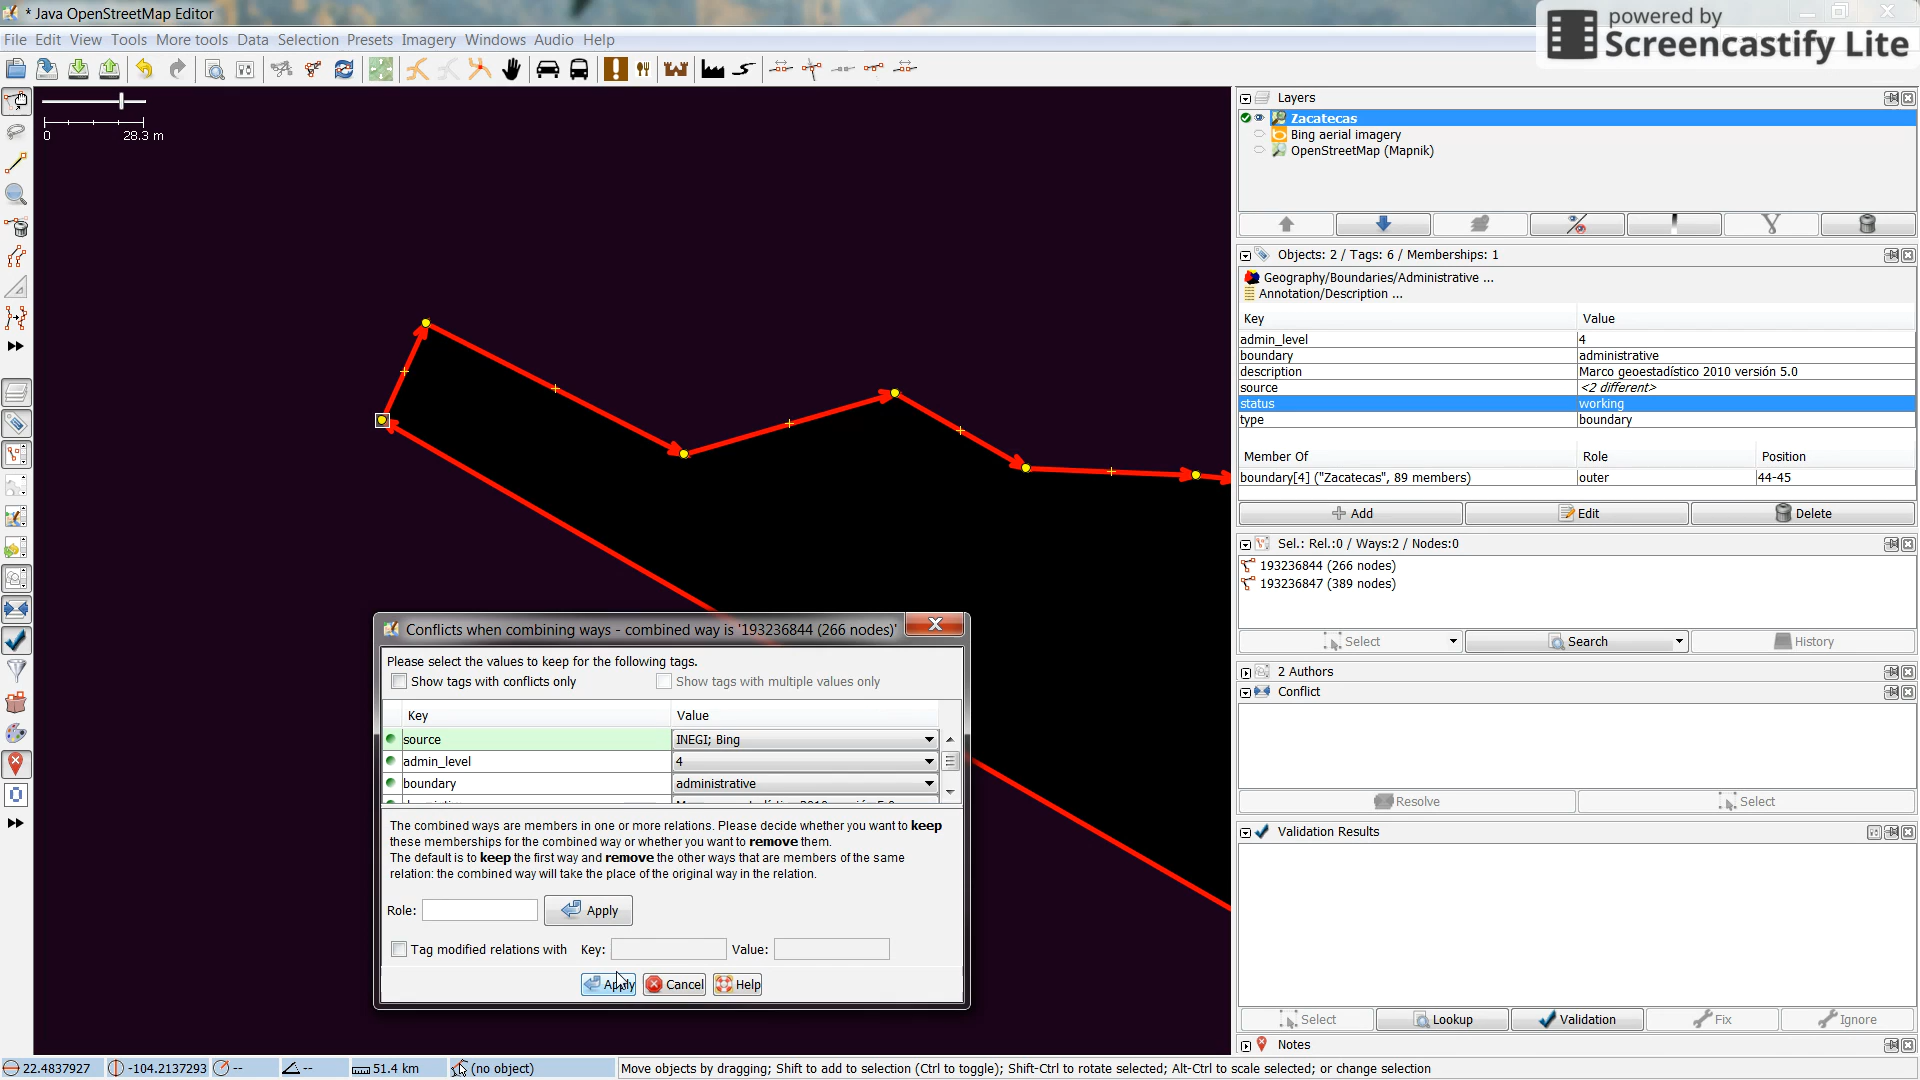 * Java OpenStreetMap Editor
powered by
Screencastify Lite
File Edit View Tools More tools Data Selection Presets Imagery Windows Audio Help
0 28.3 m
Layers
Zacatecas
Bing aerial imagery
OpenStreetMap (Mapnik)
Objects: 2 / Tags: 6 / Memberships: 1
Geography/Boundaries/Administrative ...
Annotation/Description ...
Key Value
admin_level 4
boundary administrative
description Marco geoestadístico 2010 versión 5.0
source <2 different>
status working
type boundary
Member Of Role Position
boundary[4] ("Zacatecas", 89 members) outer 44-45
Add Edit Delete
Sel.: Rel.:0 / Ways:2 / Nodes:0
193236844 (266 nodes)
193236847 (389 nodes)
Select Search History
2 Authors
Conflict
Resolve Select
Validation Results
Select Lookup Validation Fix Ignore
Notes
Conflicts when combining ways - combined way is '193236844 (266 nodes)'
Please select the values to keep for the following tags.
Show tags with conflicts only Show tags with multiple values only
Key Value
source INEGI; Bing
admin_level 4
boundary administrative
The combined ways are members in one or more relations. Please decide whether you want to keep
these memberships for the combined way or whether you want to remove them.
The default is to keep the first way and remove the other ways that are members of the same
relation: the combined way will take the place of the original way in the relation.
Role: Apply
Tag modified relations with Key: Value:
Apply Cancel Help
22.4837927 -104.2137293 -- -- 51.4 km (no object) Move objects by dragging; Shift to add to selection (Ctrl to toggle); Shift-Ctrl to rotate selected; Alt-Ctrl to scale selected; or change selection